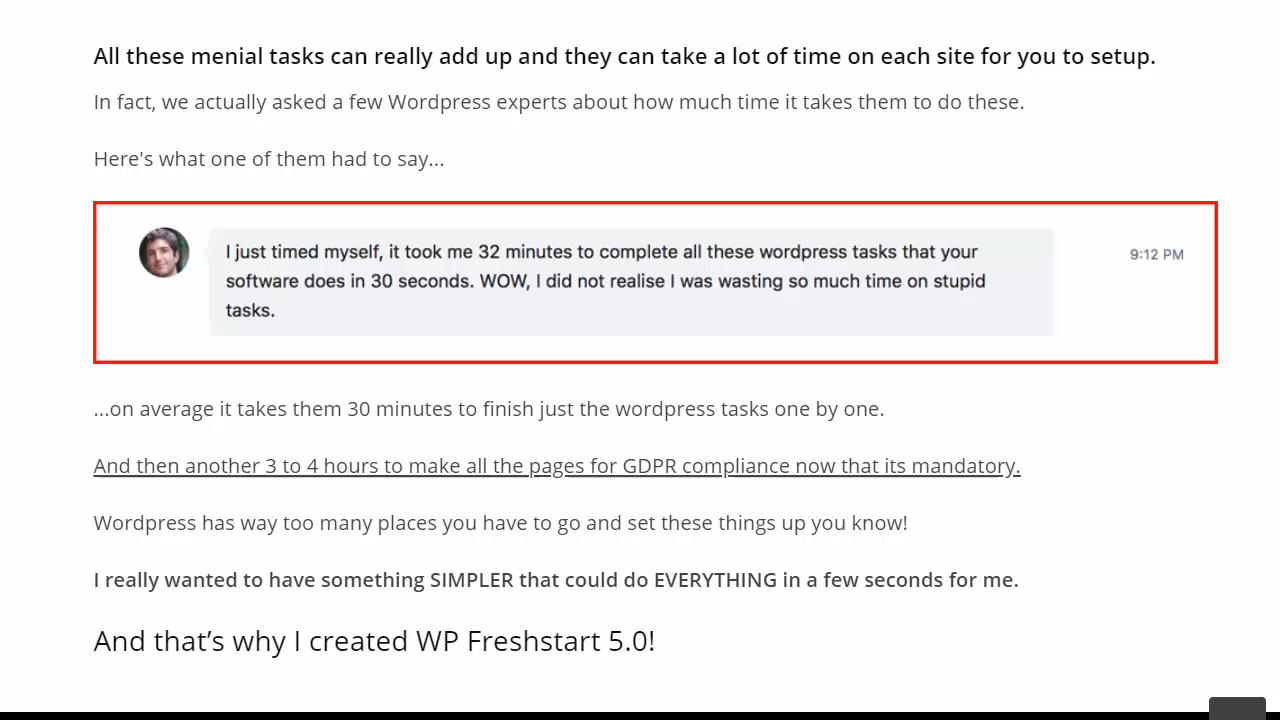 All these menial tasks can really add up and they can take a lot of time on each site for you to setup.
In fact, we actually asked a few Wordpress experts about how much time it takes them to do these.
Here's what one of them had to say...
I just timed myself, it took me 32 minutes to complete all these wordpress tasks that your
9:12 PM
software does in 30 seconds. WOW, I did not realise I was wasting so much time on stupid
tasks.
...on average it takes them 30 minutes to finish just the wordpress tasks one by one.
And then another 3 to 4 hours to make all the pages for GDPR compliance now that its mandatory.
Wordpress has way too many places you have to go and set these things up you know!
I really wanted to have something SIMPLER that could do EVERYTHING in a few seconds for me.
And that’s why I created WP Freshstart 5.0!